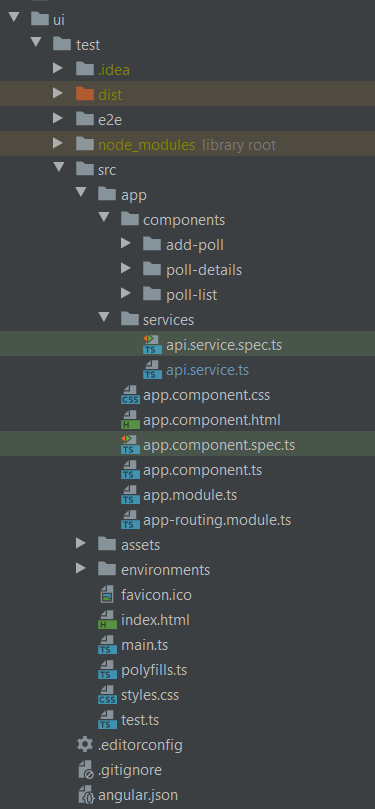 ui
test
.idea
dist
e2e
node_modules library root
src
app
components
add-poll
poll-details
poll-list
services
api.service.spec.ts
api.service.ts
app.component.css
app.component.html
app.component.spec.ts
app.component.ts
app.module.ts
app-routing.module.ts
assets
environments
favicon.ico
index.html
main.ts
polyfills.ts
styles.css
test.ts
.editorconfig
.gitignore
angular.json